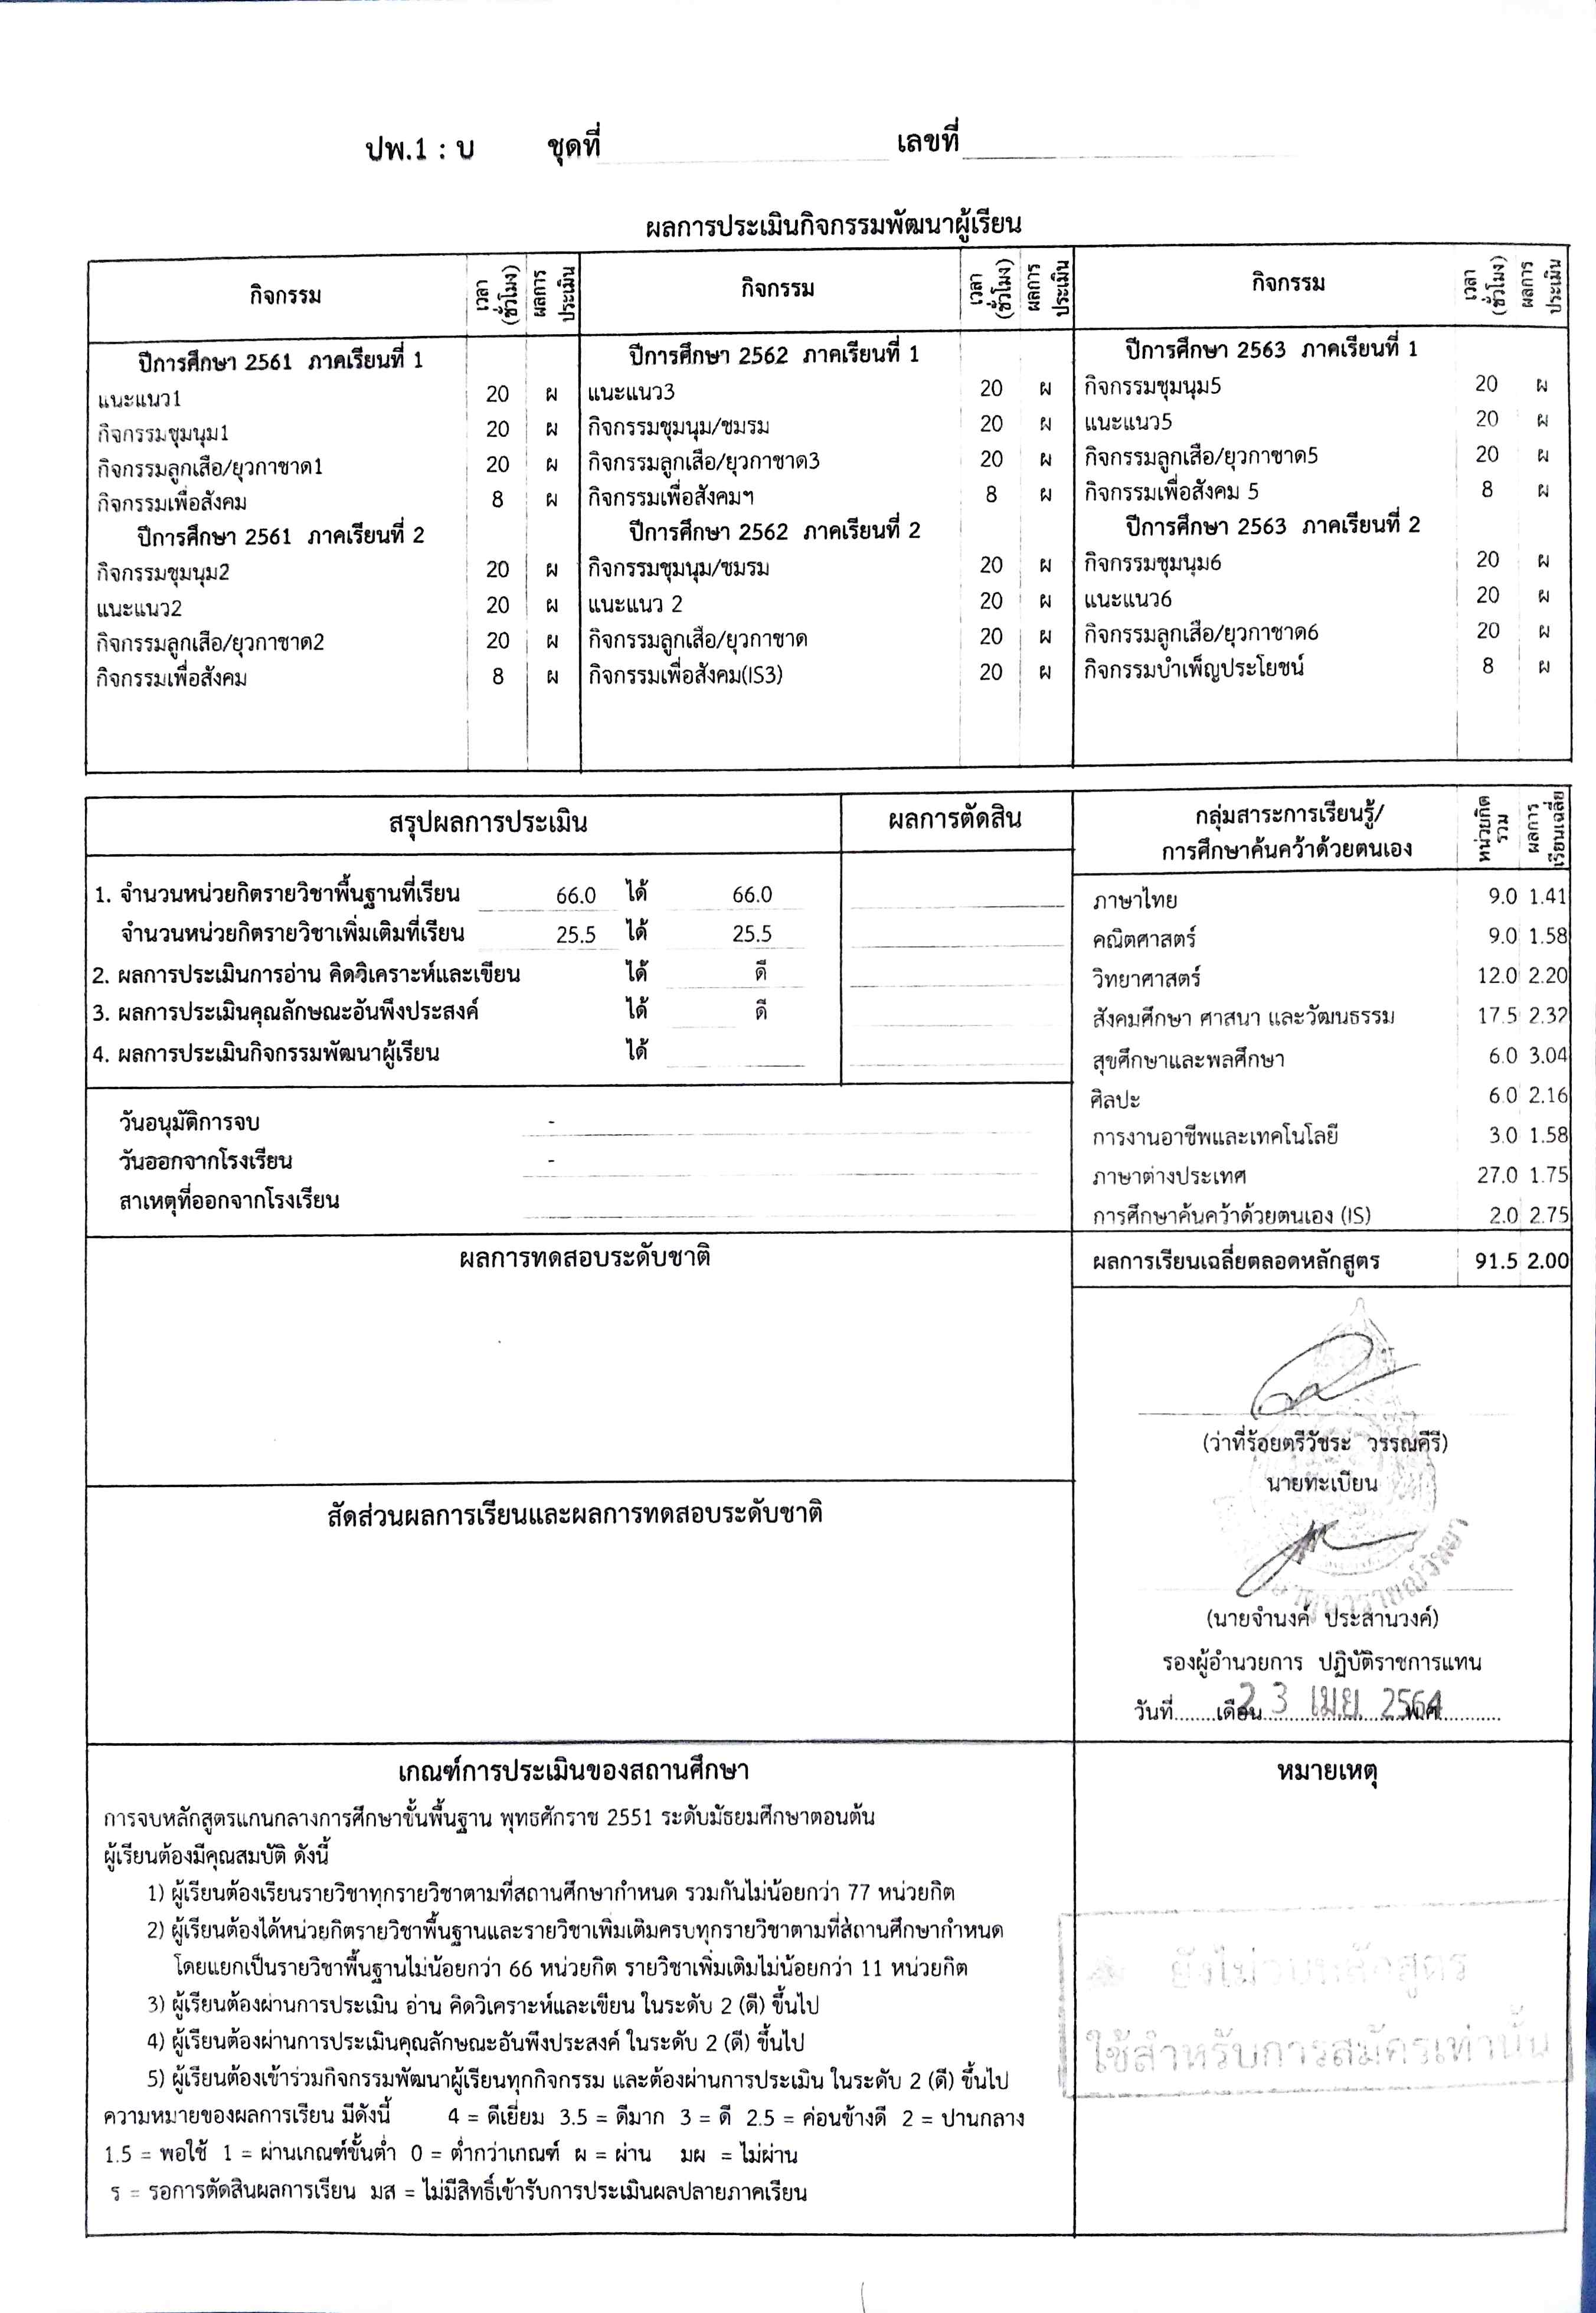 ปพ.1 : บ ชุดที่ เลขที่
ผลการประเมินกิจกรรมพัฒนาผู้เรียน
กิจกรรม เวลา (ชั่วโมง) ผลการประเมิน กิจกรรม เวลา (ชั่วโมง) ผลการประเมิน กิจกรรม เวลา (ชั่วโมง) ผลการประเมิน
ปีการศึกษา 2561 ภาคเรียนที่ 1 ปีการศึกษา 2562 ภาคเรียนที่ 1 ปีการศึกษา 2563 ภาคเรียนที่ 1
แนะแนว1 20 ผ แนะแนว3 20 ผ กิจกรรมชุมนุม5 20 ผ
กิจกรรมชุมนุม1 20 ผ กิจกรรมชุมนุม/ชมรม 20 ผ แนะแนว5 20 ผ
กิจกรรมลูกเสือ/ยุวกาชาด1 20 ผ กิจกรรมลูกเสือ/ยุวกาชาด3 20 ผ กิจกรรมลูกเสือ/ยุวกาชาด5 20 ผ
กิจกรรมเพื่อสังคม 8 ผ กิจกรรมเพื่อสังคมฯ 8 ผ กิจกรรมเพื่อสังคม 5 8 ผ
ปีการศึกษา 2561 ภาคเรียนที่ 2 ปีการศึกษา 2562 ภาคเรียนที่ 2 ปีการศึกษา 2563 ภาคเรียนที่ 2
กิจกรรมชุมนุม2 20 ผ กิจกรรมชุมนุม/ชมรม 20 ผ กิจกรรมชุมนุม6 20 ผ
แนะแนว2 20 ผ แนะแนว 2 20 ผ แนะแนว6 20 ผ
กิจกรรมลูกเสือ/ยุวกาชาด2 20 ผ กิจกรรมลูกเสือ/ยุวกาชาด 20 ผ กิจกรรมลูกเสือ/ยุวกาชาด6 20 ผ
กิจกรรมเพื่อสังคม 8 ผ กิจกรรมเพื่อสังคม(IS3) 20 ผ กิจกรรมบำเพ็ญประโยชน์ 8 ผ
สรุปผลการประเมิน ผลการตัดสิน
1. จำนวนหน่วยกิตรายวิชาพื้นฐานที่เรียน 66.0 ได้ 66.0
จำนวนหน่วยกิตรายวิชาเพิ่มเติมที่เรียน 25.5 ได้ 25.5
2. ผลการประเมินการอ่าน คิดวิเคราะห์และเขียน ได้ ดี
3. ผลการประเมินคุณลักษณะอันพึงประสงค์ ได้ ดี
4. ผลการประเมินกิจกรรมพัฒนาผู้เรียน ได้
วันอนุมัติการจบ -
วันออกจากโรงเรียน -
สาเหตุที่ออกจากโรงเรียน
กลุ่มสาระการเรียนรู้/
การศึกษาค้นคว้าด้วยตนเอง หน่วยกิตรวม ผลการเรียนเฉลี่ย
ภาษาไทย 9.0 1.41
คณิตศาสตร์ 9.0 1.58
วิทยาศาสตร์ 12.0 2.20
สังคมศึกษา ศาสนา และวัฒนธรรม 17.5 2.32
สุขศึกษาและพลศึกษา 6.0 3.04
ศิลปะ 6.0 2.16
การงานอาชีพและเทคโนโลยี 3.0 1.58
ภาษาต่างประเทศ 27.0 1.75
การศึกษาค้นคว้าด้วยตนเอง (IS) 2.0 2.75
ผลการเรียนเฉลี่ยตลอดหลักสูตร 91.5 2.00
ผลการทดสอบระดับชาติ
สัดส่วนผลการเรียนและผลการทดสอบระดับชาติ
(ว่าที่ร้อยตรีวัชระ วรรณคีรี)
นายทะเบียน
(นายจำนงค์ ประสานวงค์)
รองผู้อำนวยการ ปฏิบัติราชการแทน
วันที่........เดือน........................พ.ศ............
23 เม.ย. 2564
เกณฑ์การประเมินของสถานศึกษา
การจบหลักสูตรแกนกลางการศึกษาขั้นพื้นฐาน พุทธศักราช 2551 ระดับมัธยมศึกษาตอนต้น
ผู้เรียนต้องมีคุณสมบัติ ดังนี้
1) ผู้เรียนต้องเรียนรายวิชาทุกรายวิชาตามที่สถานศึกษากำหนด รวมกันไม่น้อยกว่า 77 หน่วยกิต
2) ผู้เรียนต้องได้หน่วยกิตรายวิชาพื้นฐานและรายวิชาเพิ่มเติมครบทุกรายวิชาตามที่สถานศึกษากำหนด
โดยแยกเป็นรายวิชาพื้นฐานไม่น้อยกว่า 66 หน่วยกิต รายวิชาเพิ่มเติมไม่น้อยกว่า 11 หน่วยกิต
3) ผู้เรียนต้องผ่านการประเมิน อ่าน คิดวิเคราะห์และเขียน ในระดับ 2 (ดี) ขึ้นไป
4) ผู้เรียนต้องผ่านการประเมินคุณลักษณะอันพึงประสงค์ ในระดับ 2 (ดี) ขึ้นไป
5) ผู้เรียนต้องเข้าร่วมกิจกรรมพัฒนาผู้เรียนทุกกิจกรรม และต้องผ่านการประเมิน ในระดับ 2 (ดี) ขึ้นไป
ความหมายของผลการเรียน มีดังนี้ 4 = ดีเยี่ยม 3.5 = ดีมาก 3 = ดี 2.5 = ค่อนข้างดี 2 = ปานกลาง
1.5 = พอใช้ 1 = ผ่านเกณฑ์ขั้นต่ำ 0 = ต่ำกว่าเกณฑ์ ผ = ผ่าน มผ = ไม่ผ่าน
ร = รอการตัดสินผลการเรียน มส = ไม่มีสิทธิ์เข้ารับการประเมินผลปลายภาคเรียน
หมายเหตุ
ยังไม่จบหลักสูตร
ใช้สำหรับการสมัครเท่านั้น